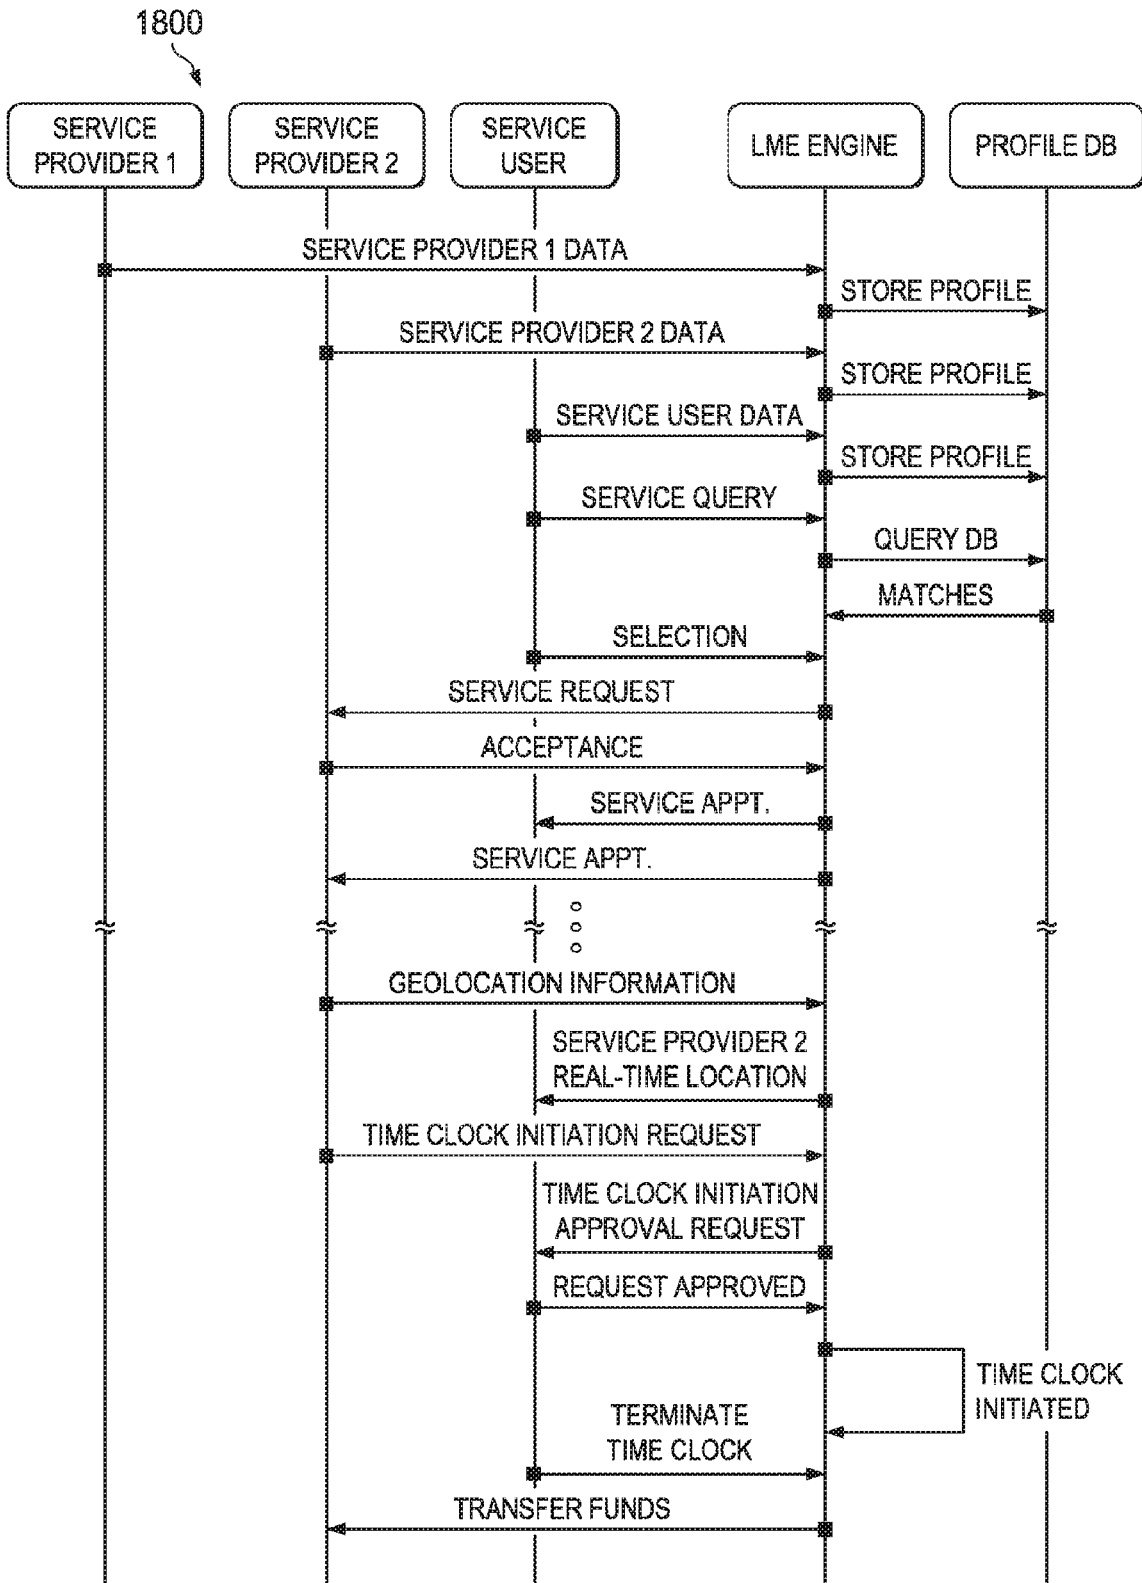 1800
SERVICE
PROVIDER 1
SERVICE
PROVIDER 2
SERVICE
USER
LME ENGINE
PROFILE DB
SERVICE PROVIDER 1 DATA
STORE PROFILE
SERVICE PROVIDER 2 DATA
STORE PROFILE
SERVICE USER DATA
STORE PROFILE
SERVICE QUERY
QUERY DB
MATCHES
SELECTION
SERVICE REQUEST
ACCEPTANCE
SERVICE APPT.
SERVICE APPT.
GEOLOCATION INFORMATION
SERVICE PROVIDER 2
REAL-TIME LOCATION
TIME CLOCK INITIATION REQUEST
TIME CLOCK INITIATION
APPROVAL REQUEST
REQUEST APPROVED
TIME CLOCK
INITIATED
TERMINATE
TIME CLOCK
TRANSFER FUNDS